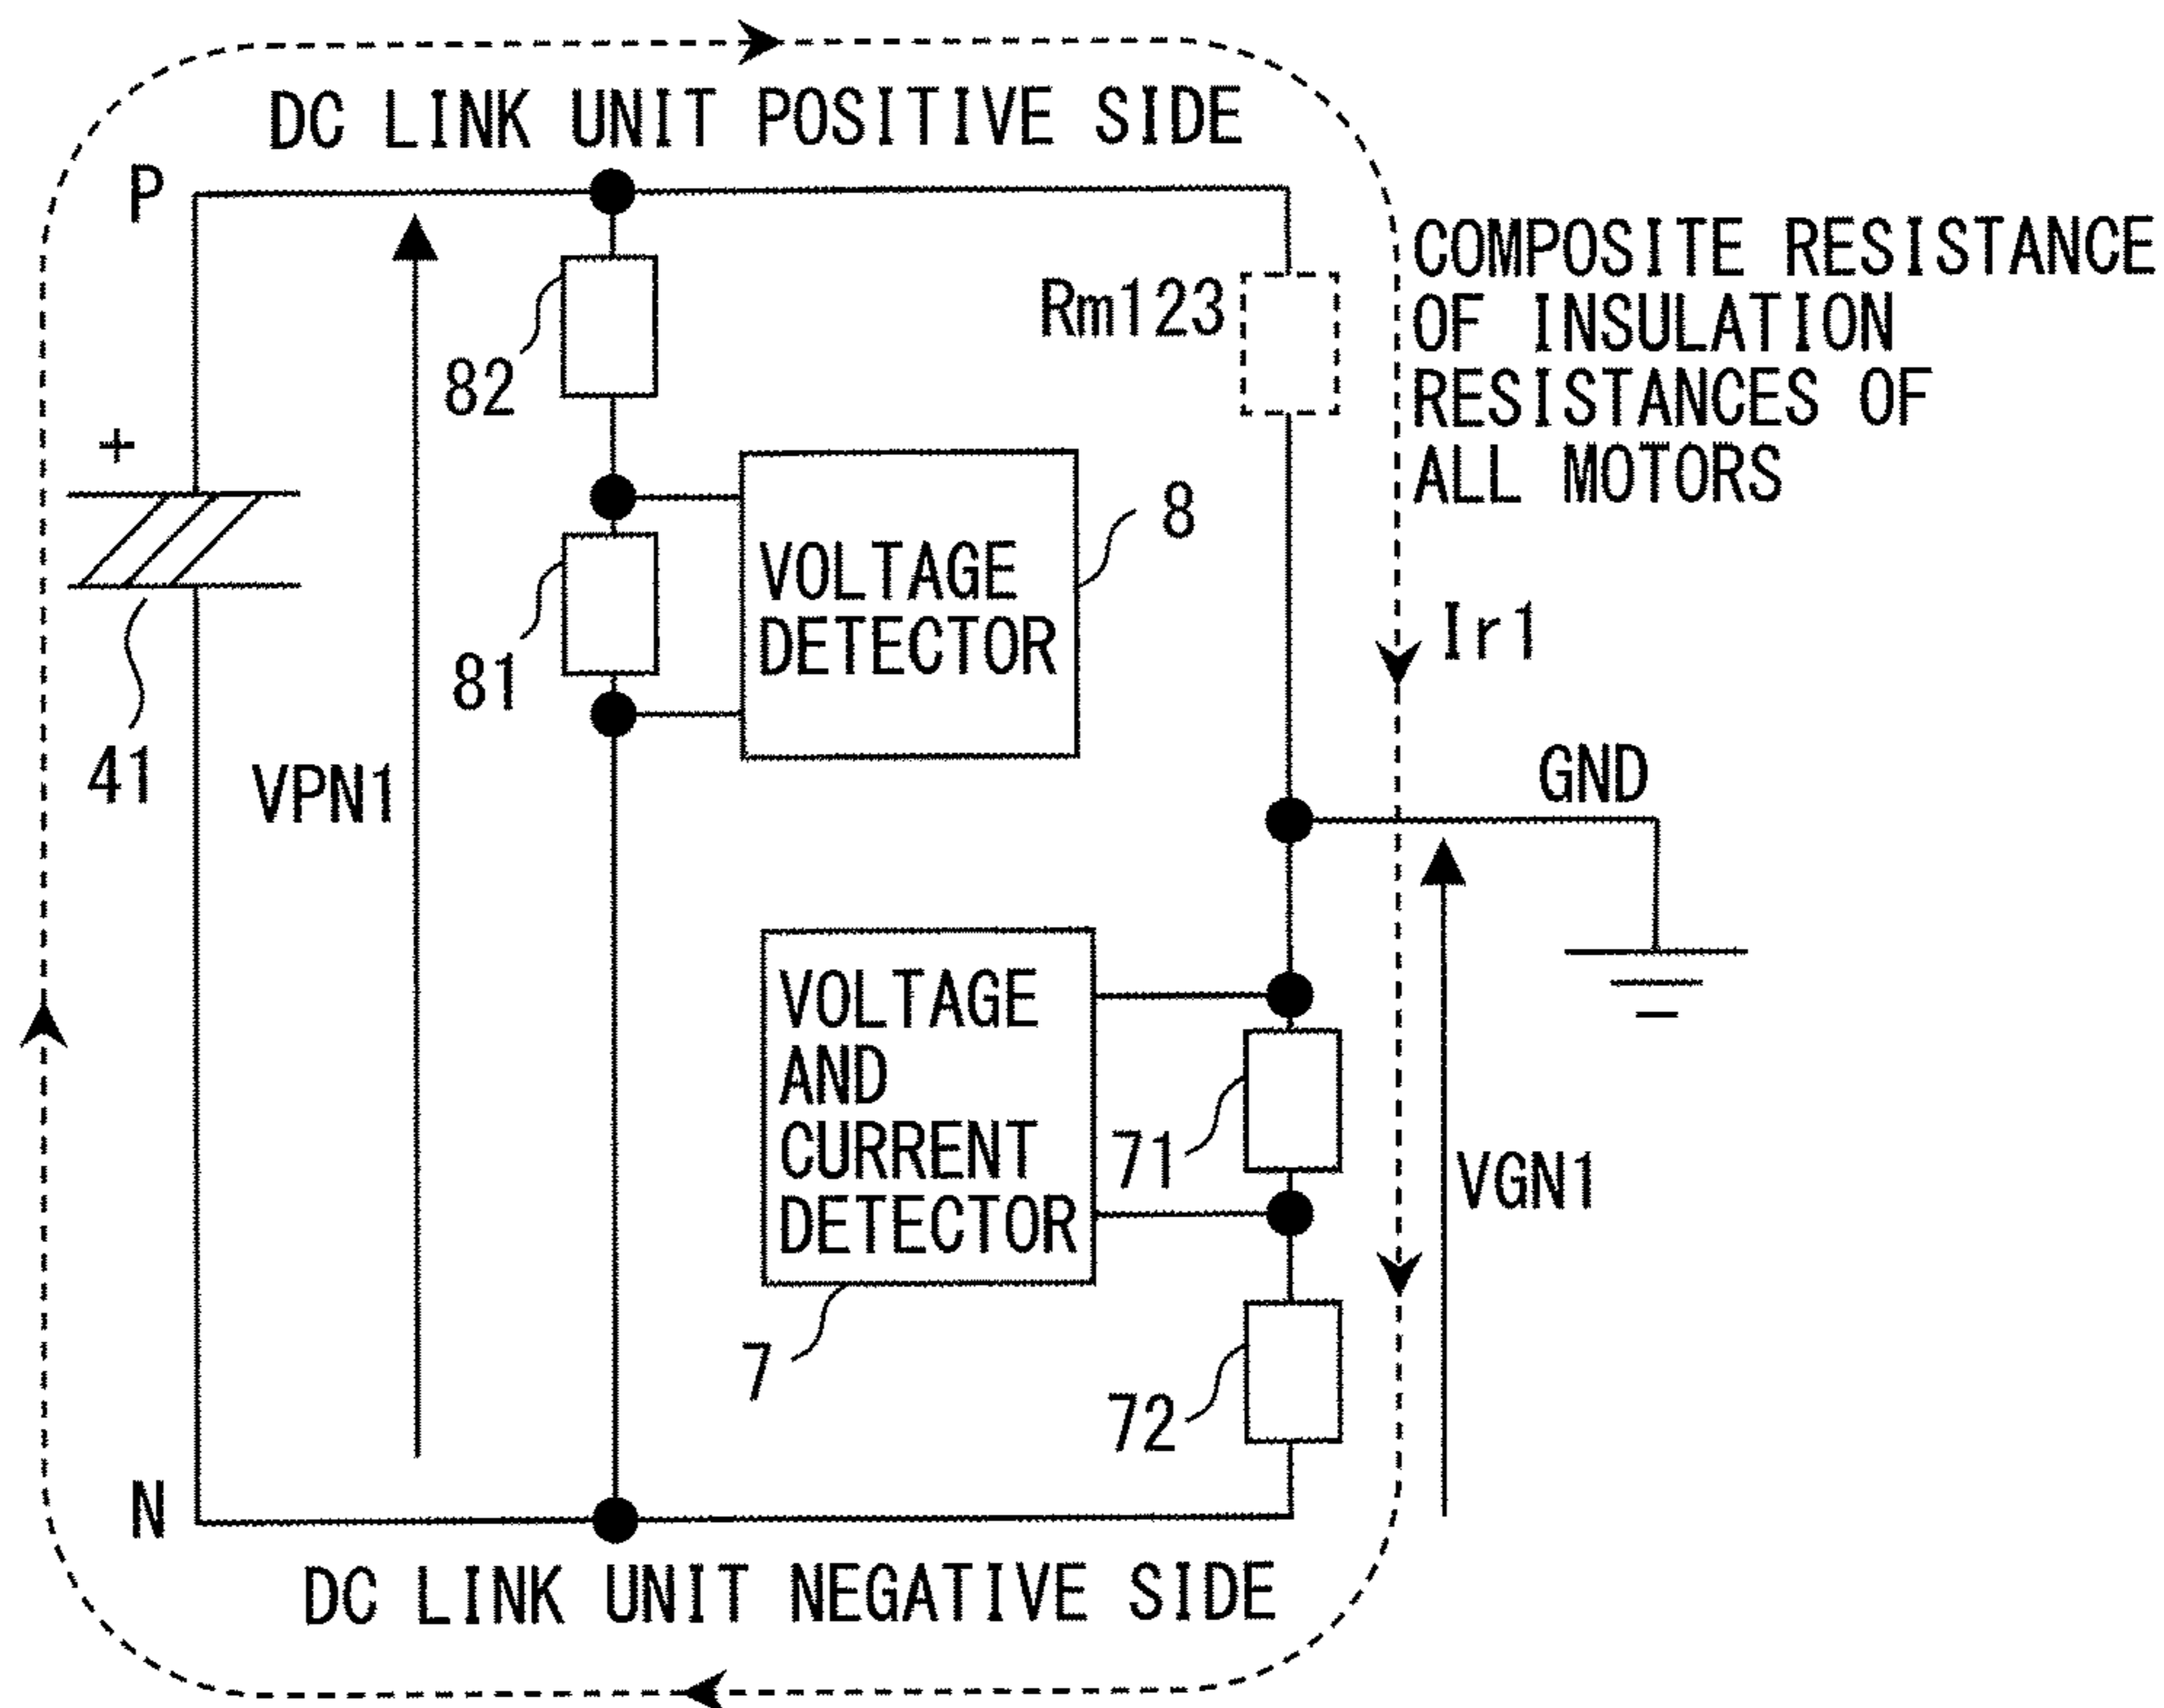 DC LINK UNIT POSITIVE SIDE
P
COMPOSITE RESISTANCE
OF INSULATION
RESISTANCES OF
ALL MOTORS
Rm123
82
+
8
VOLTAGE
DETECTOR
81
Ir1
41
VPN1
GND
VOLTAGE
AND
CURRENT
DETECTOR
71
VGN1
7
72
N
DC LINK UNIT NEGATIVE SIDE